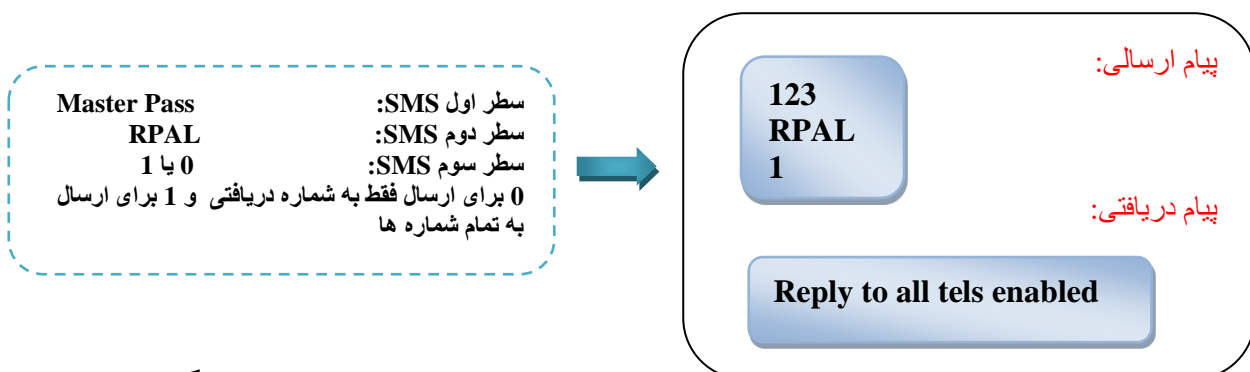 سطر اول SMS: Master Pass
سطر دوم SMS: RPAL
سطر سوم SMS: 0 یا 1
0 برای ارسال فقط به شماره دریافتی و 1 برای ارسال
به تمام شماره ها
پیام ارسالی:
123
RPAL
1
پیام دریافتی:
Reply to all tels enabled